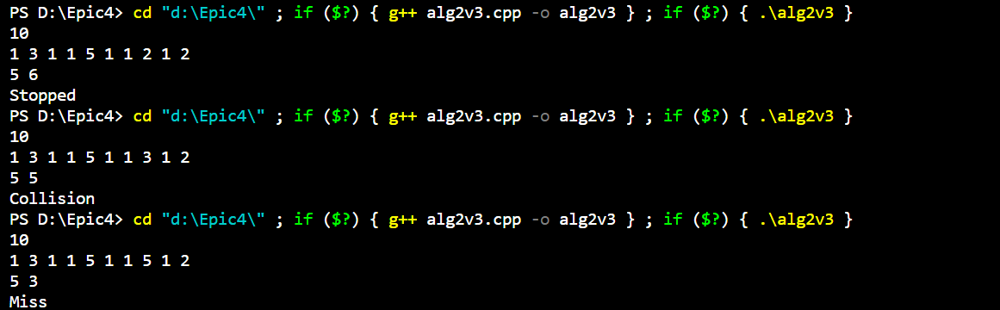 PS D:\Epic4> cd "d:\Epic4\" ; if ($?) { g++ alg2v3.cpp -o alg2v3 } ; if ($?) { .\alg2v3 }
10
1 3 1 1 5 1 1 2 1 2
5 6
Stopped
PS D:\Epic4> cd "d:\Epic4\" ; if ($?) { g++ alg2v3.cpp -o alg2v3 } ; if ($?) { .\alg2v3 }
10
1 3 1 1 5 1 1 3 1 2
5 5
Collision
PS D:\Epic4> cd "d:\Epic4\" ; if ($?) { g++ alg2v3.cpp -o alg2v3 } ; if ($?) { .\alg2v3 }
10
1 3 1 1 5 1 1 5 1 2
5 3
Miss